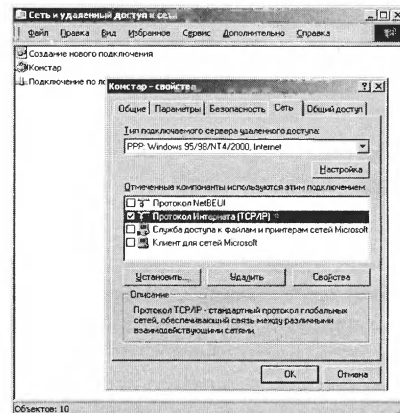 Сеть и удаленный доступ к сети
Файл Правка Вид Избранное Сервис Дополнительно Справка
Создание нового подключения
Констар
Подключение по
Констар - свойства
Общие Параметры Безопасность Сеть Общий доступ
Тип подключаемого сервера удаленного доступа:
PPP: Windows 95/98/NT4/2000, Internet
Настройка
Отмеченные компоненты используются этим подключением:
Протокол NetBEUI
Протокол Интернета (TCP/IP)
Служба доступа к файлам и принтерам сетей Microsoft
Клиент для сетей Microsoft
Установить... Удалить Свойства
Описание
Протокол TCP/IP - стандартный протокол глобальных
сетей, обеспечивающий связь между различными
взаимодействующими сетями.
OK Отмена
Объектов: 10